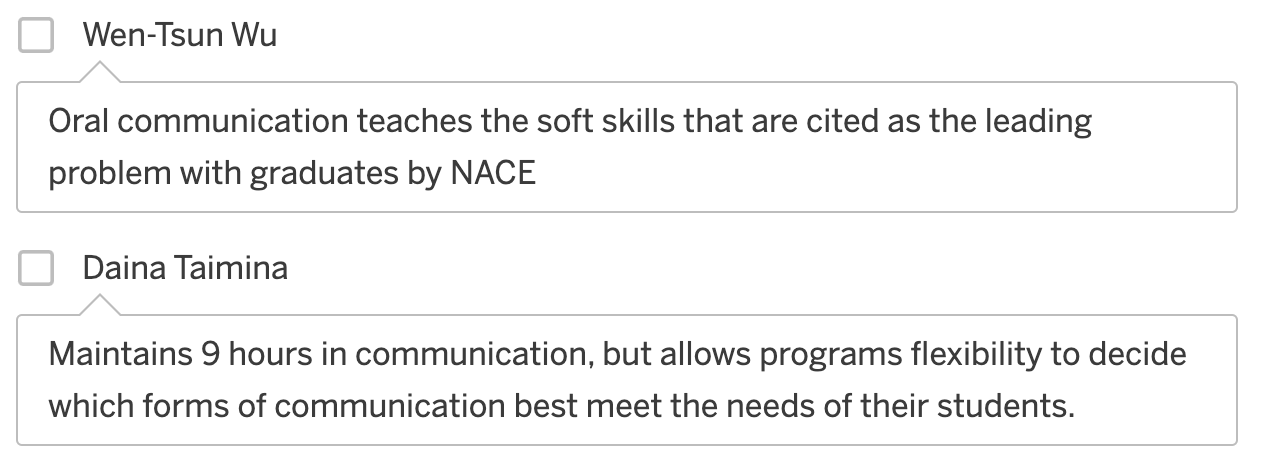 Wen-Tsun Wu
Oral communication teaches the soft skills that are cited as the leading
problem with graduates by NACE
Daina Taimina
Maintains 9 hours in communication, but allows programs flexibility to decide
which forms of communication best meet the needs of their students.